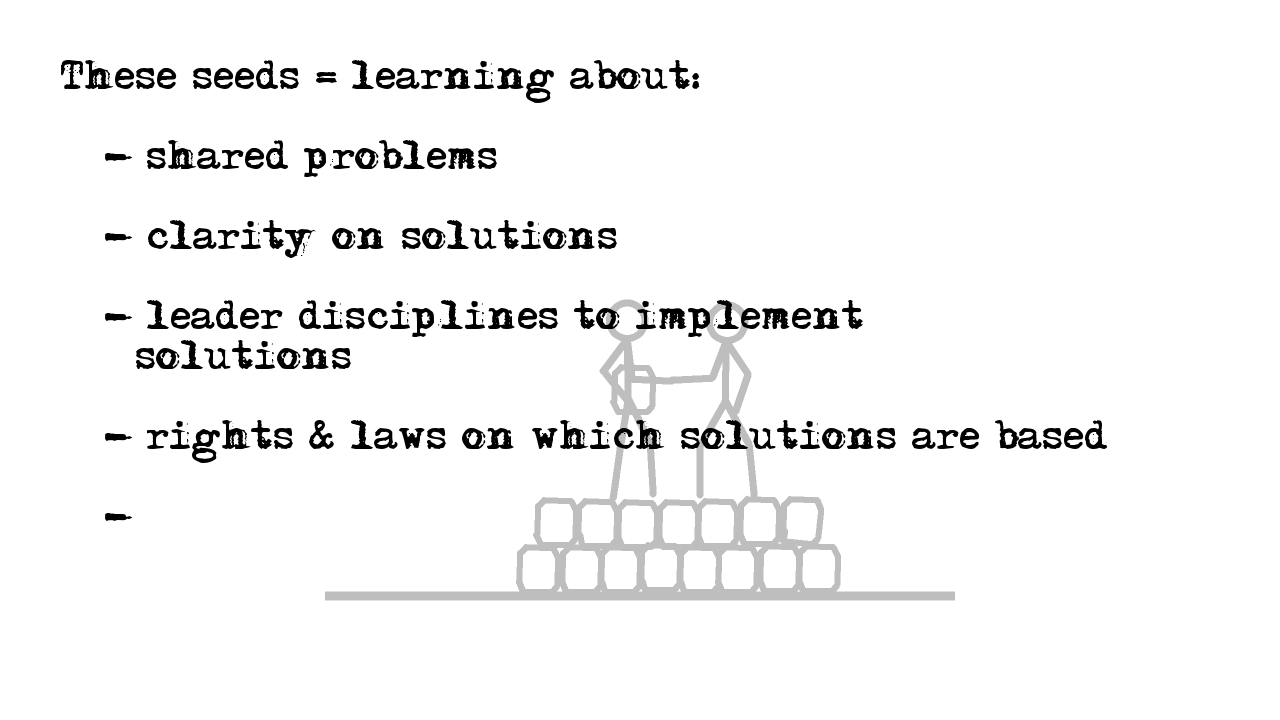 These seeds = learning about:
- shared problems
- clarity on solutions
- leader disciplines to implement
solutions
- rights & laws on which solutions are based
-